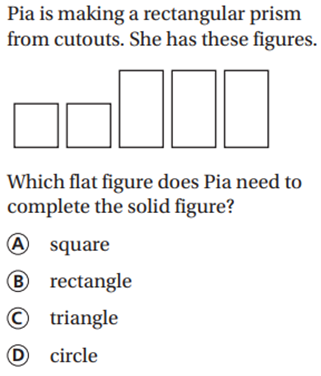 Pia is making a rectangular prism
from cutouts. She has these figures.
Which flat figure does Pia need to
complete the solid figure?
A square
B rectangle
C triangle
D circle